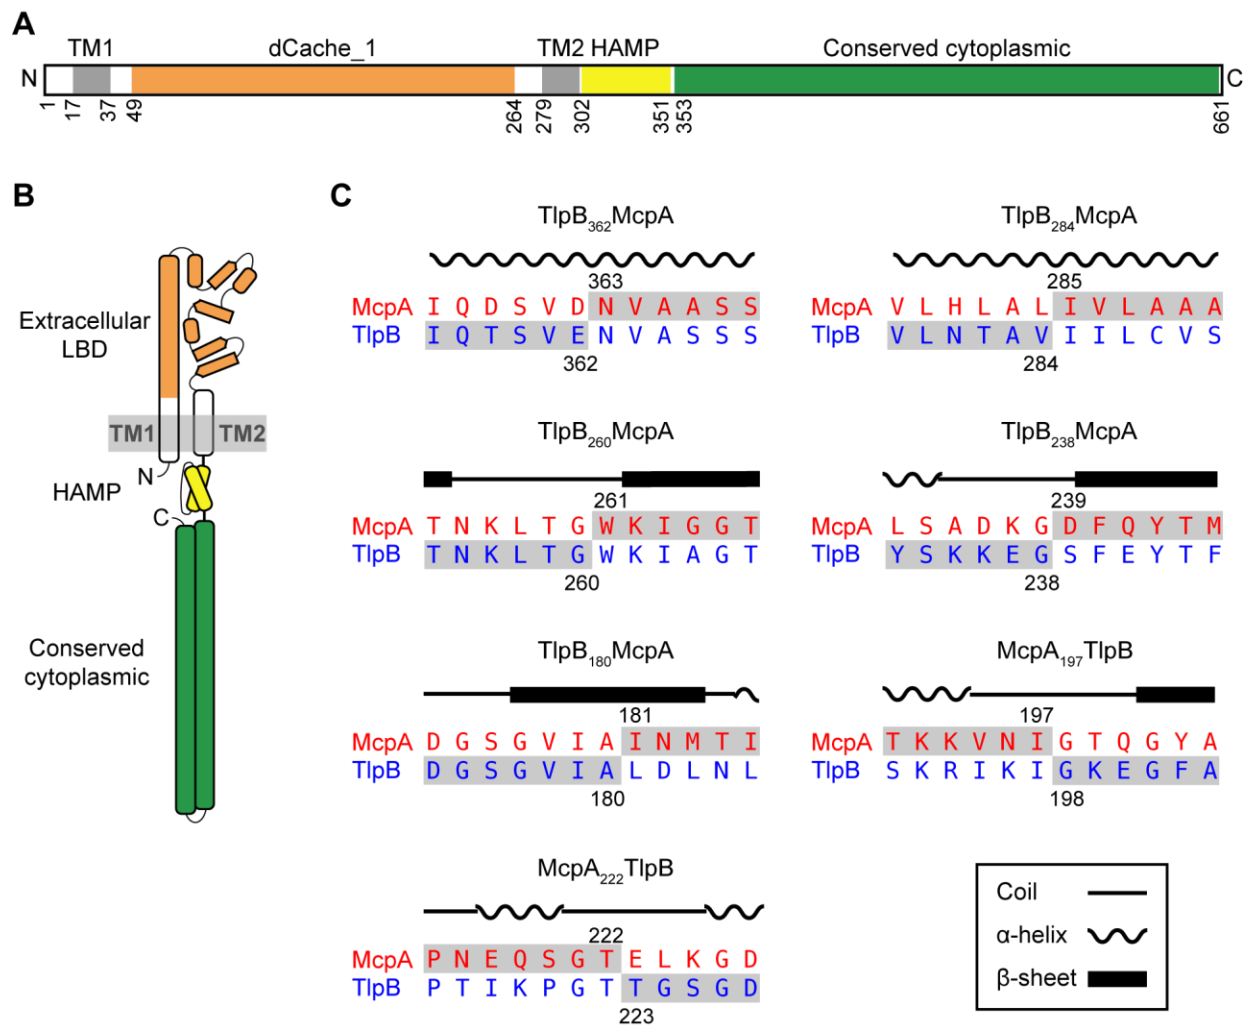 A
TM1 dCache_1 TM2 HAMP Conserved cytoplasmic
N C
1 17 37 49 264 279 302 351 353 661
B
Extracellular
LBD
TM1 TM2
N
HAMP
C
Conserved
cytoplasmic
C
TlpB362McpA
363
McpA I Q D S V D N V A A S S
TlpB I Q T S V E N V A S S S
362
TlpB284McpA
285
McpA V L H L A L I V L A A A
TlpB V L N T A V I I L C V S
284
TlpB260McpA
261
McpA T N K L T G W K I G G T
TlpB T N K L T G W K I A G T
260
TlpB238McpA
239
McpA L S A D K G D F Q Y T M
TlpB Y S K K E G S F E Y T F
238
TlpB180McpA
181
McpA D G S G V I A I N M T I
TlpB D G S G V I A L D L N L
180
McpA197TlpB
197
McpA T K K V N I G T Q G Y A
TlpB S K R I K I G K E G F A
198
McpA222TlpB
222
McpA P N E Q S G T E L K G D
TlpB P T I K P G T T G S G D
223
Coil
α-helix
β-sheet